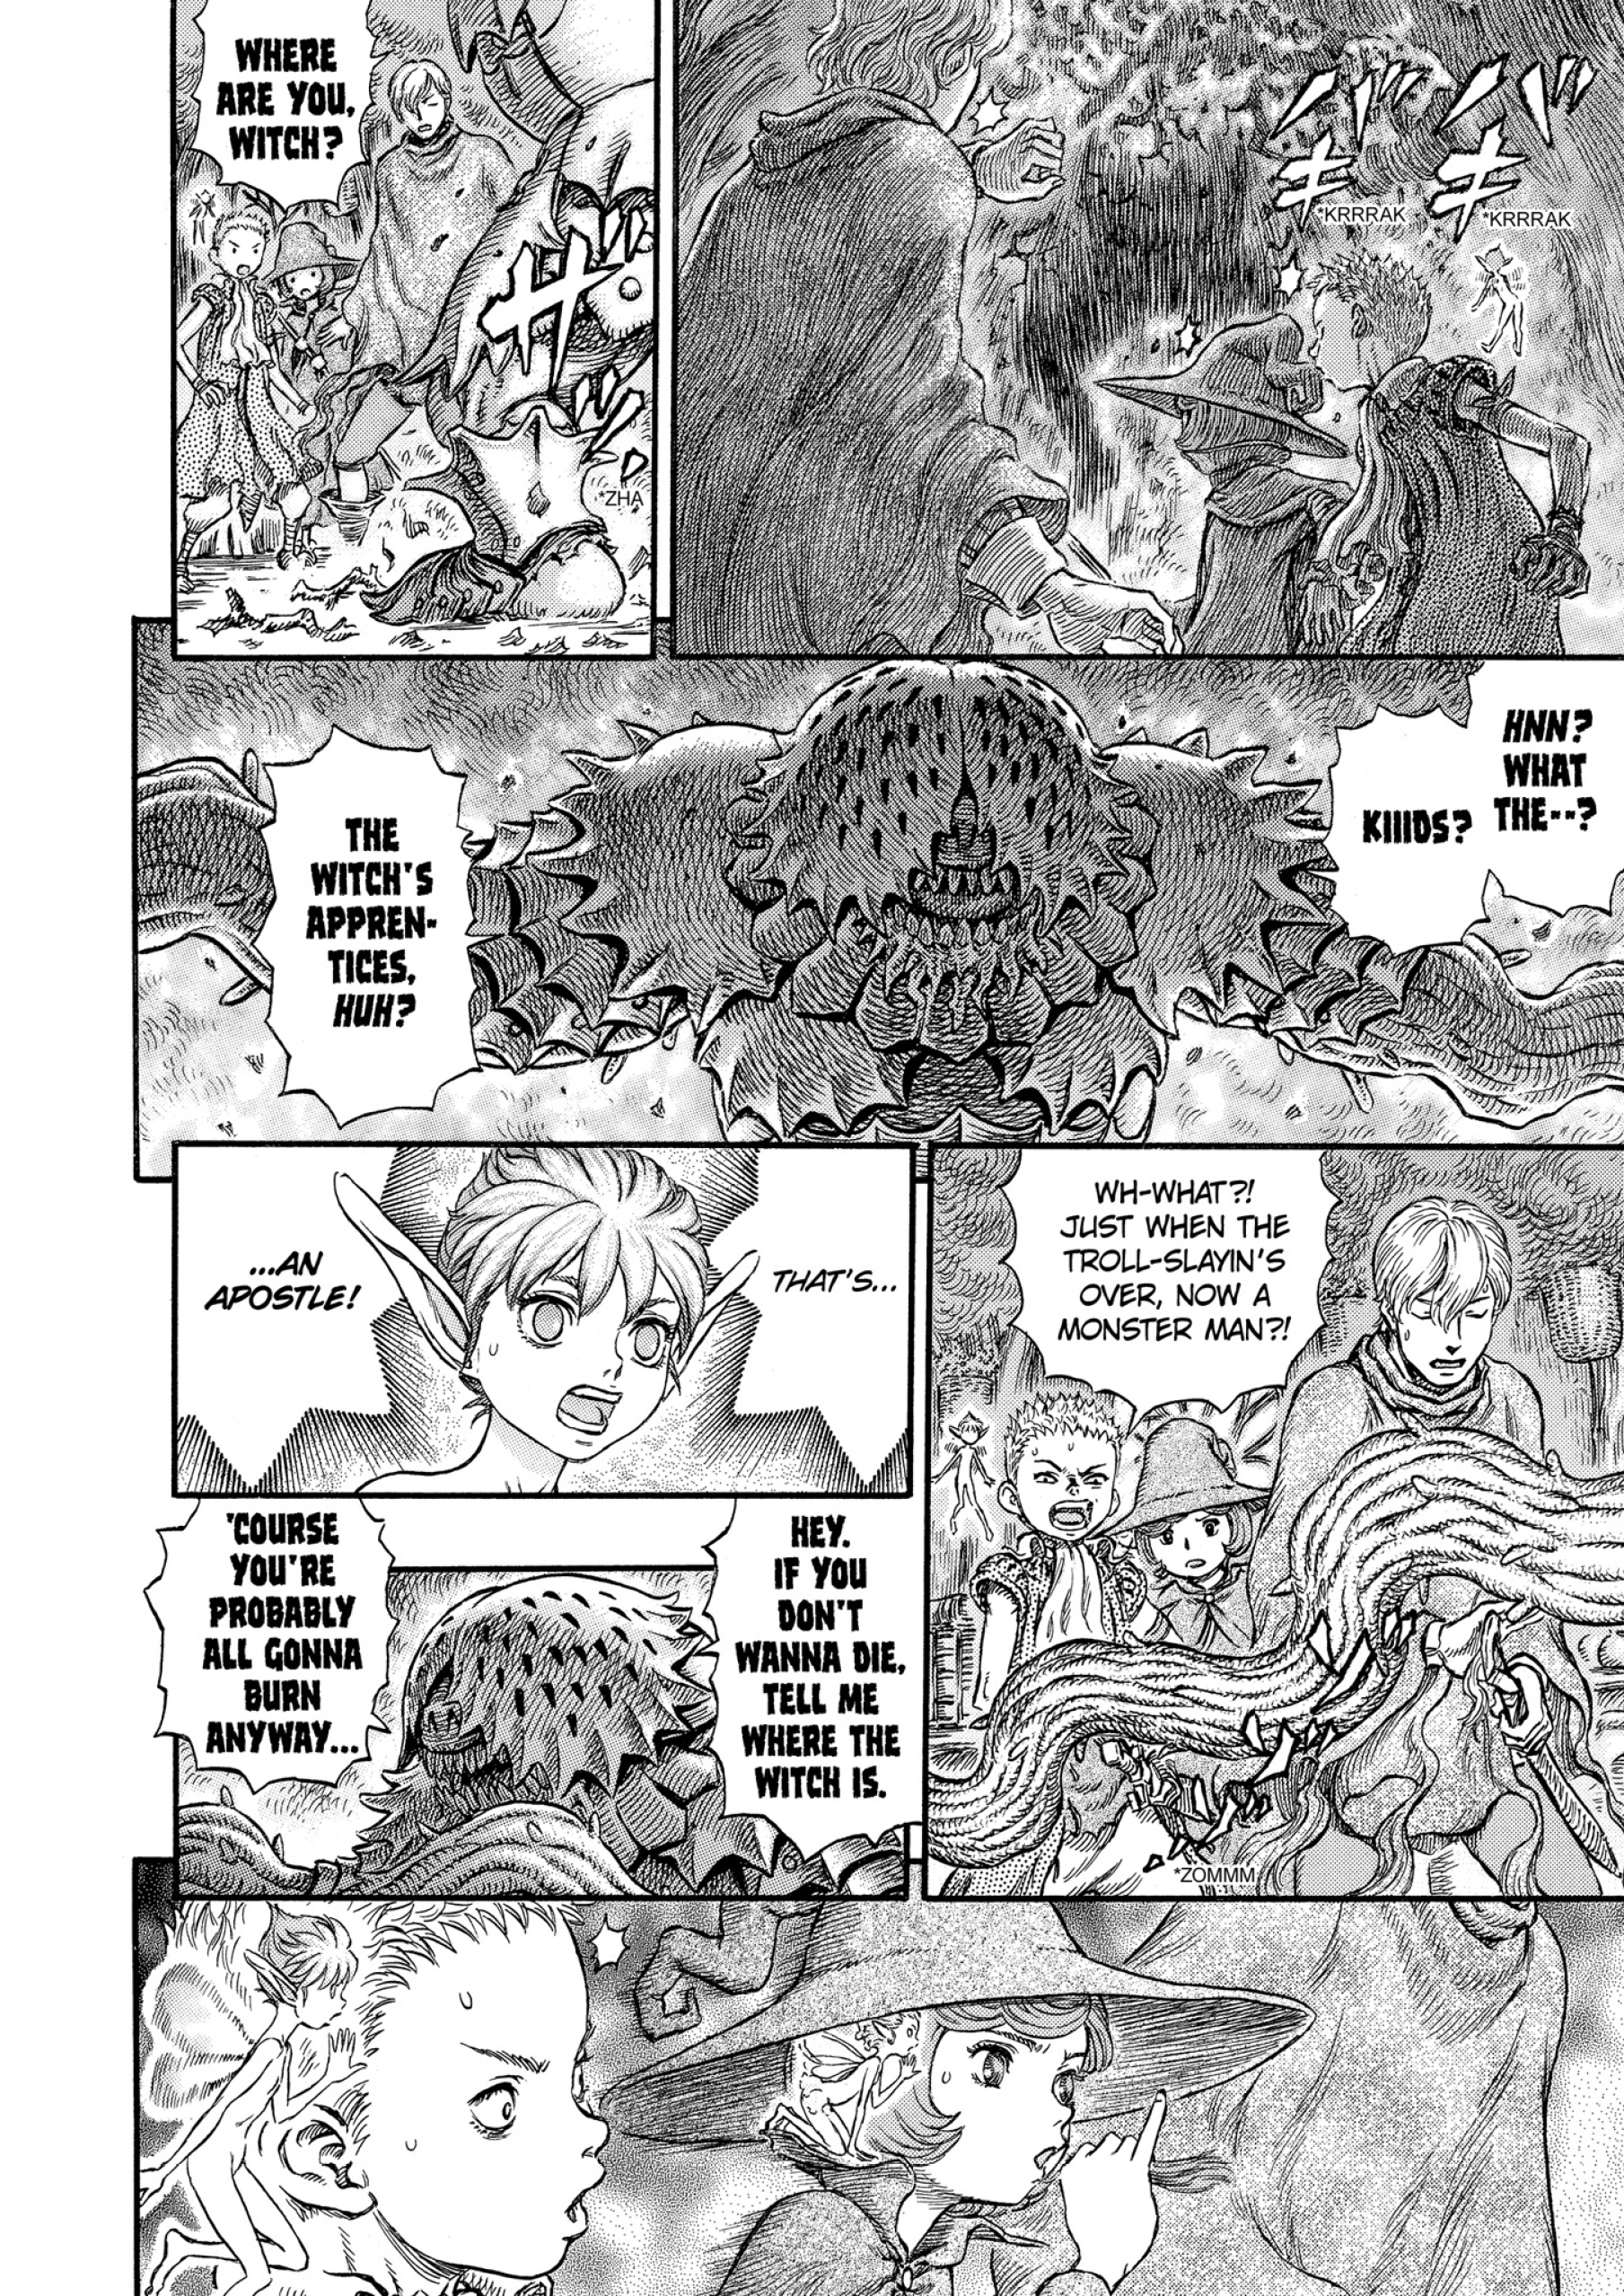 バキ
バキ
*KRRRAK
*KRRRAK
WHERE
ARE YOU,
WITCH?
ザッ
*ZHA
HNN?
WHAT
THE--?
KIIIDS?
THE
WITCH'S
APPREN-
TICES,
HUH?
WH-WHAT?!
JUST WHEN THE
TROLL-SLAYIN'S
OVER, NOW A
MONSTER MAN?!
*ZOMMM
THAT'S...
...AN
APOSTLE!
HEY.
IF YOU
DON'T
WANNA DIE,
TELL ME
WHERE THE
WITCH IS.
'COURSE
YOU'RE
PROBABLY
ALL GONNA
BURN
ANYWAY...